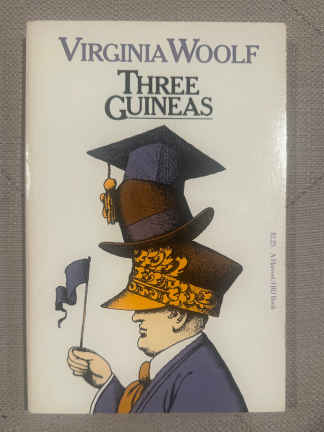 VIRGINIA WOOLF
THREE
GUINEAS
$2.25 A Harvest/HBJ Book